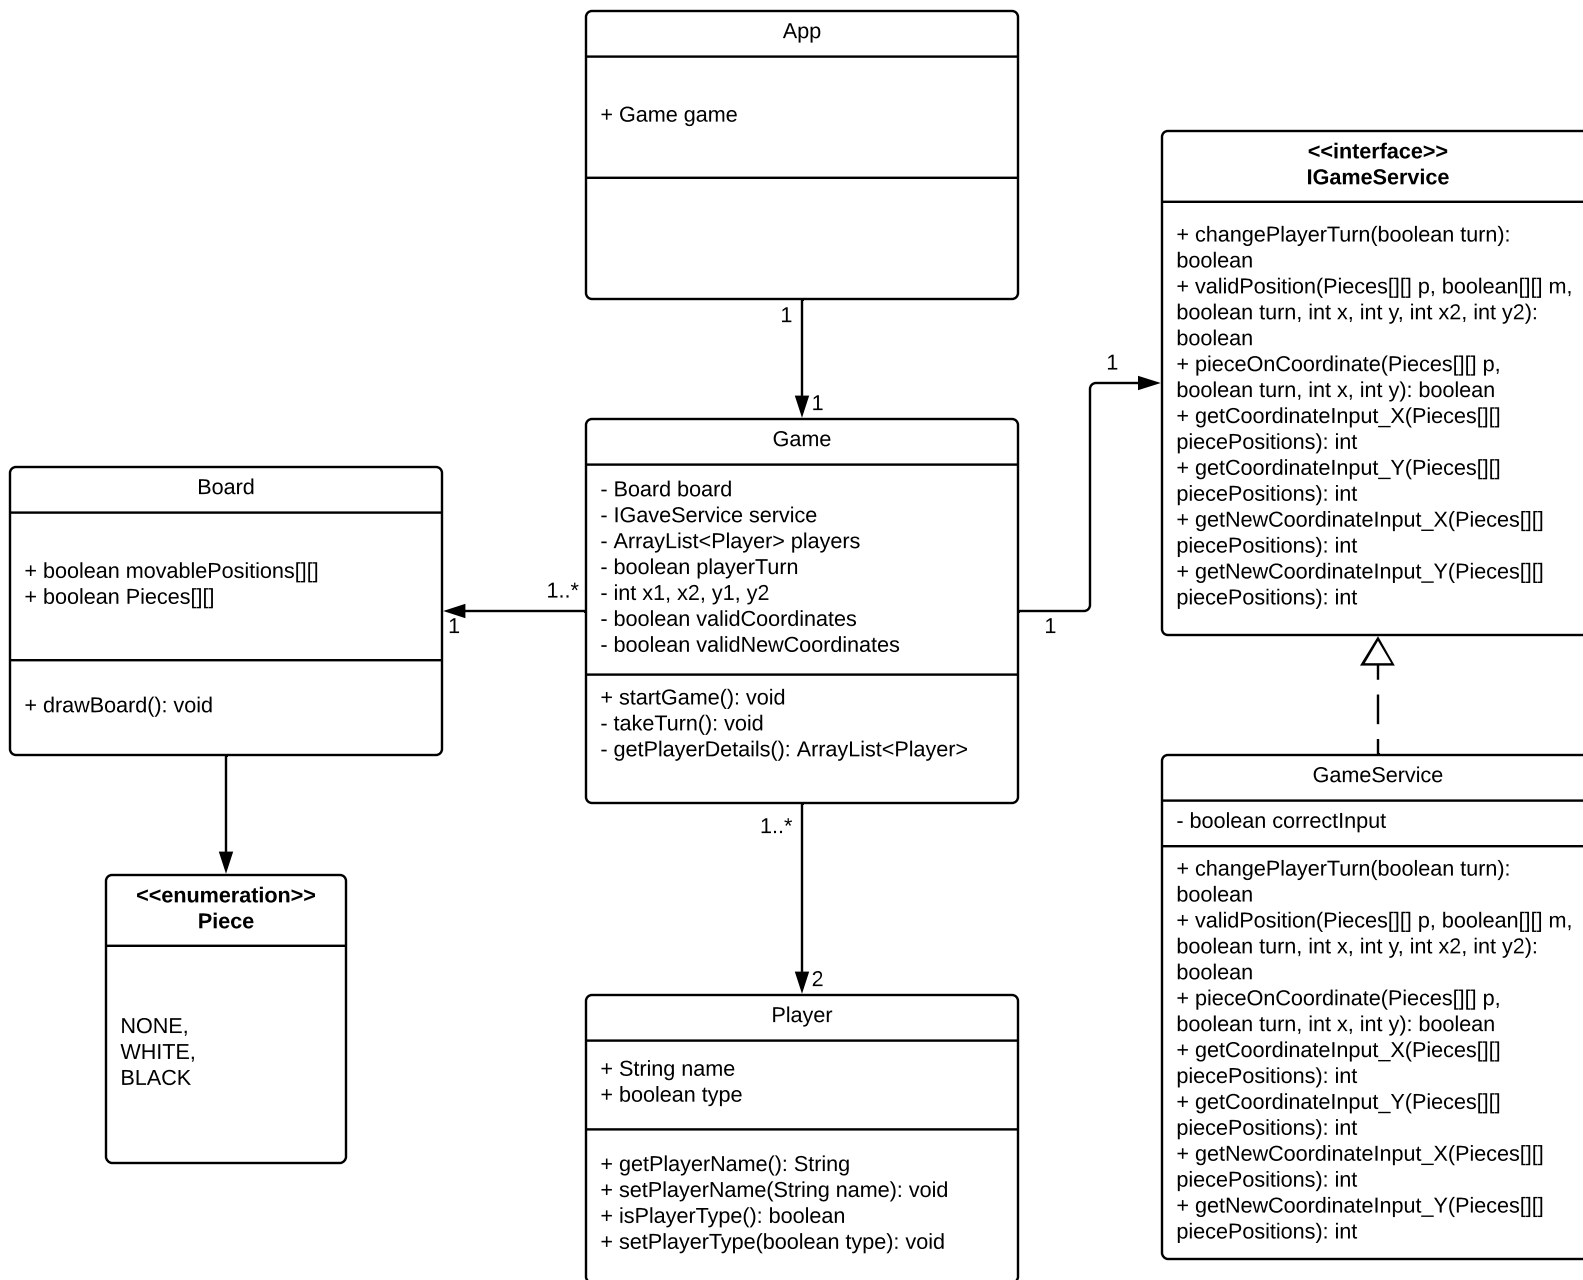 App
+ Game game
1
1
<<interface>>
IGameService
+ changePlayerTurn(boolean turn):
boolean
+ validPosition(Pieces[][] p, boolean[][] m,
boolean turn, int x, int y, int x2, int y2):
boolean
+ pieceOnCoordinate(Pieces[][] p,
boolean turn, int x, int y): boolean
+ getCoordinateInput_X(Pieces[][]
piecePositions): int
+ getCoordinateInput_Y(Pieces[][]
piecePositions): int
+ getNewCoordinateInput_X(Pieces[][]
piecePositions): int
+ getNewCoordinateInput_Y(Pieces[][]
piecePositions): int
1
1
Game
- Board board
- IGaveService service
- ArrayList<Player> players
- boolean playerTurn
- int x1, x2, y1, y2
- boolean validCoordinates
- boolean validNewCoordinates
+ startGame(): void
- takeTurn(): void
- getPlayerDetails(): ArrayList<Player>
1..*
1
Board
+ boolean movablePositions[][]
+ boolean Pieces[][]
+ drawBoard(): void
<<enumeration>>
Piece
NONE,
WHITE,
BLACK
1..*
2
Player
+ String name
+ boolean type
+ getPlayerName(): String
+ setPlayerName(String name): void
+ isPlayerType(): boolean
+ setPlayerType(boolean type): void
GameService
- boolean correctInput
+ changePlayerTurn(boolean turn):
boolean
+ validPosition(Pieces[][] p, boolean[][] m,
boolean turn, int x, int y, int x2, int y2):
boolean
+ pieceOnCoordinate(Pieces[][] p,
boolean turn, int x, int y): boolean
+ getCoordinateInput_X(Pieces[][]
piecePositions): int
+ getCoordinateInput_Y(Pieces[][]
piecePositions): int
+ getNewCoordinateInput_X(Pieces[][]
piecePositions): int
+ getNewCoordinateInput_Y(Pieces[][]
piecePositions): int